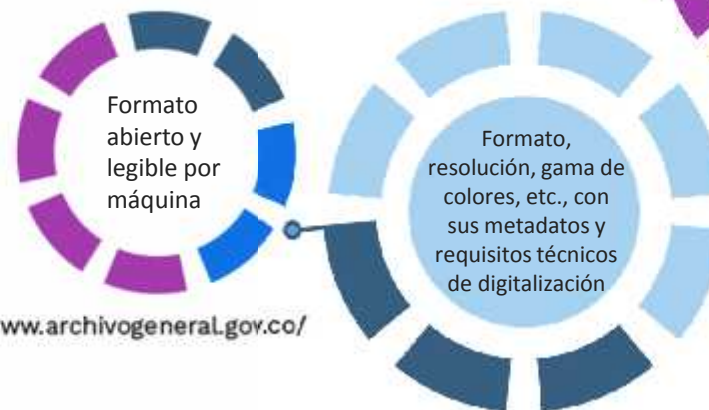 Formato
abierto y
legible por
máquina
Formato,
resolución, gama de
colores, etc., con
sus metadatos y
requisitos técnicos
de digitalización
ww.archivogeneral.gov.co/